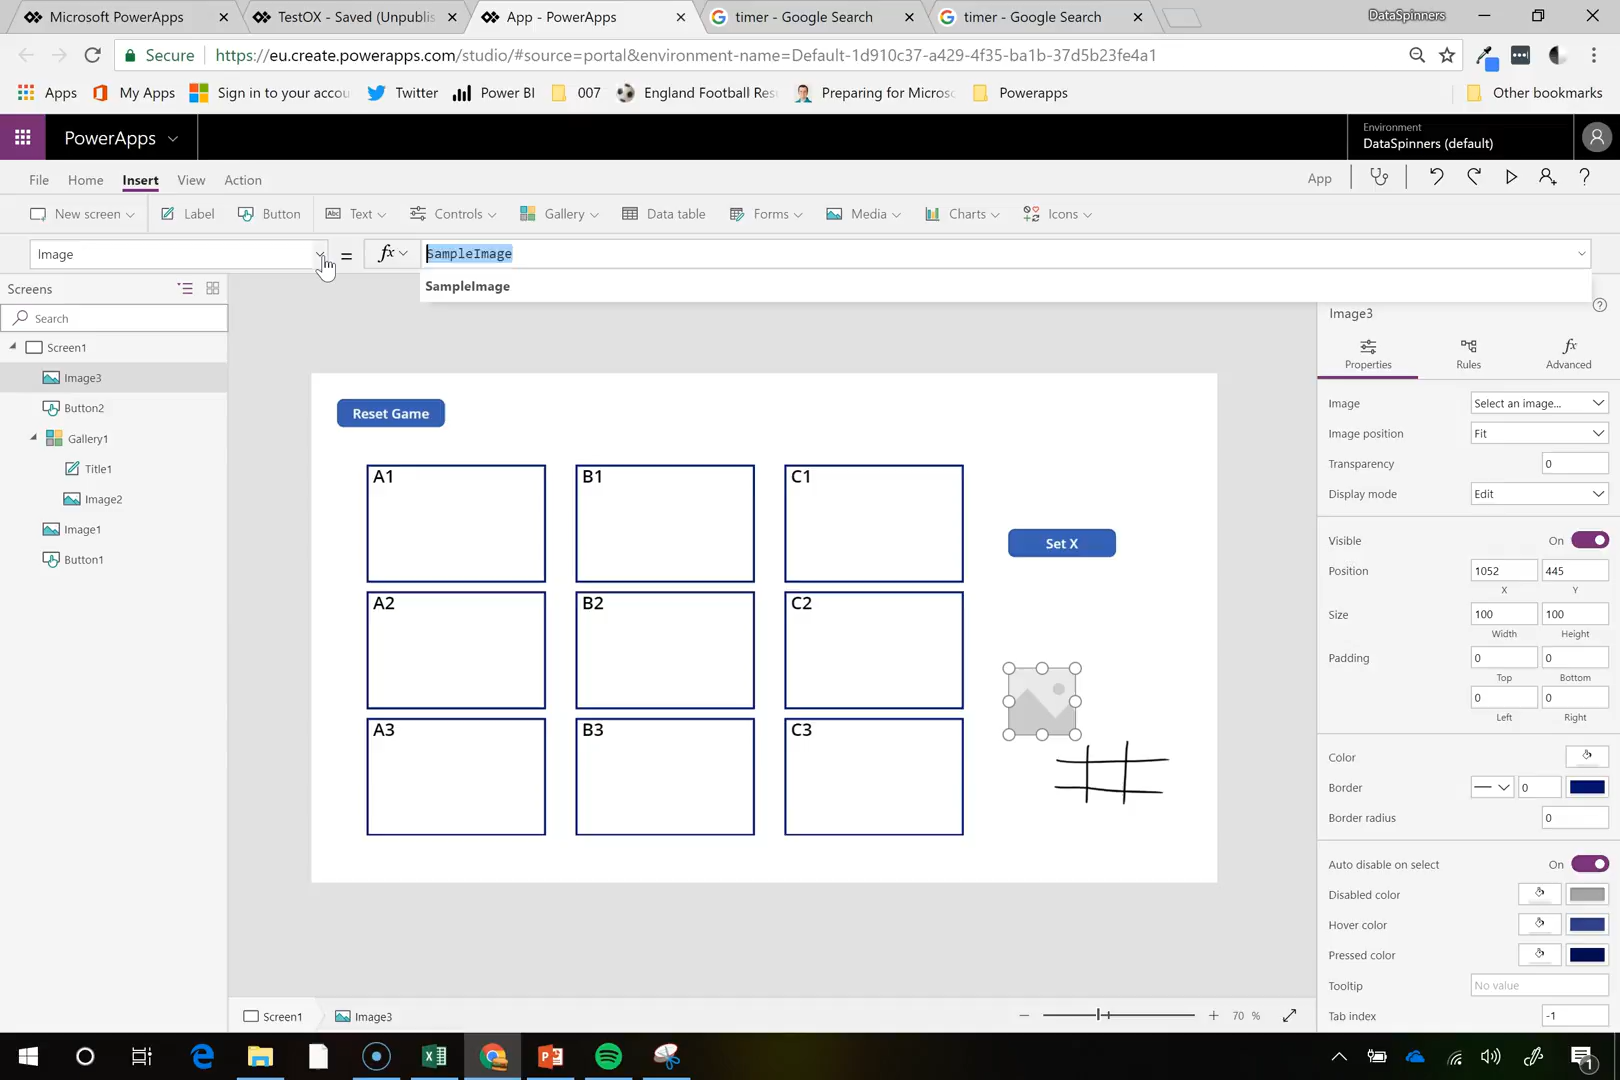 Microsoft PowerApps
TestOX - Saved (Unpublis
App - PowerApps
timer - Google Search
timer - Google Search
DataSpinners
Secure
https://eu.create.powerapps.com/studio/#source=portal&environment-name=Default-1d910c37-a429-4f35-ba1b-37d5b23fe4a1
Apps
My Apps
Sign in to your accou
Twitter
Power BI
007
England Football Res
Preparing for Micros
Powerapps
Other bookmarks
PowerApps
Environment
DataSpinners (default)
File
Home
Insert
View
Action
App
?
New screen
Label
Button
Text
Controls
Gallery
Data table
Forms
Media
Charts
Icons
Image
=
fx
SampleImage
SampleImage
Screens
Search
Screen1
Image3
Button2
Gallery1
Title1
Image2
Image1
Button1
Reset Game
A1
B1
C1
A2
B2
C2
A3
B3
C3
Set X
Image3
?
Properties
Rules
fx
Advanced
Image
Select an image...
Image position
Fit
Transparency
0
Display mode
Edit
Visible
On
Position
1052
445
X
Y
Size
100
100
Width
Height
Padding
0
0
Top
Bottom
0
0
Left
Right
Color
Border
0
Border radius
0
Auto disable on select
On
Disabled color
Hover color
Pressed color
Tooltip
No value
Tab index
-1
Screen1
Image3
70 %
1